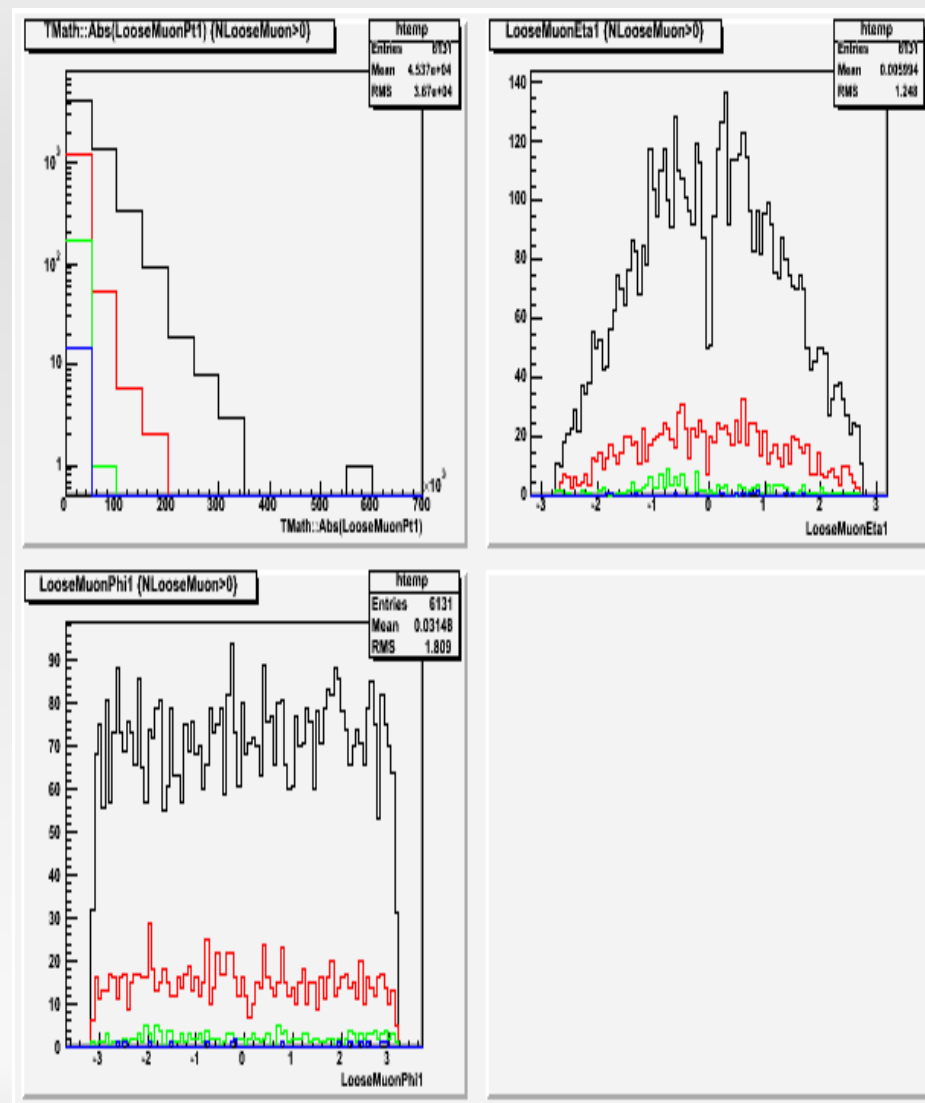 TMath::Abs(LooseMuonPt1) {NLooseMuon>0}
htemp
Entries 6131
Mean 4.537e+04
RMS 3.67e+04
10³
10²
10
1
0 100 200 300 400 500 600 700
×10³
TMath::Abs(LooseMuonPt1)
LooseMuonEta1 {NLooseMuon>0}
htemp
Entries 6131
Mean 0.005994
RMS 1.248
140
120
100
80
60
40
20
0
-3 -2 -1 0 1 2 3
LooseMuonEta1
LooseMuonPhi1 {NLooseMuon>0}
htemp
Entries 6131
Mean 0.03148
RMS 1.809
90
80
70
60
50
40
30
20
10
0
-3 -2 -1 0 1 2 3
LooseMuonPhi1